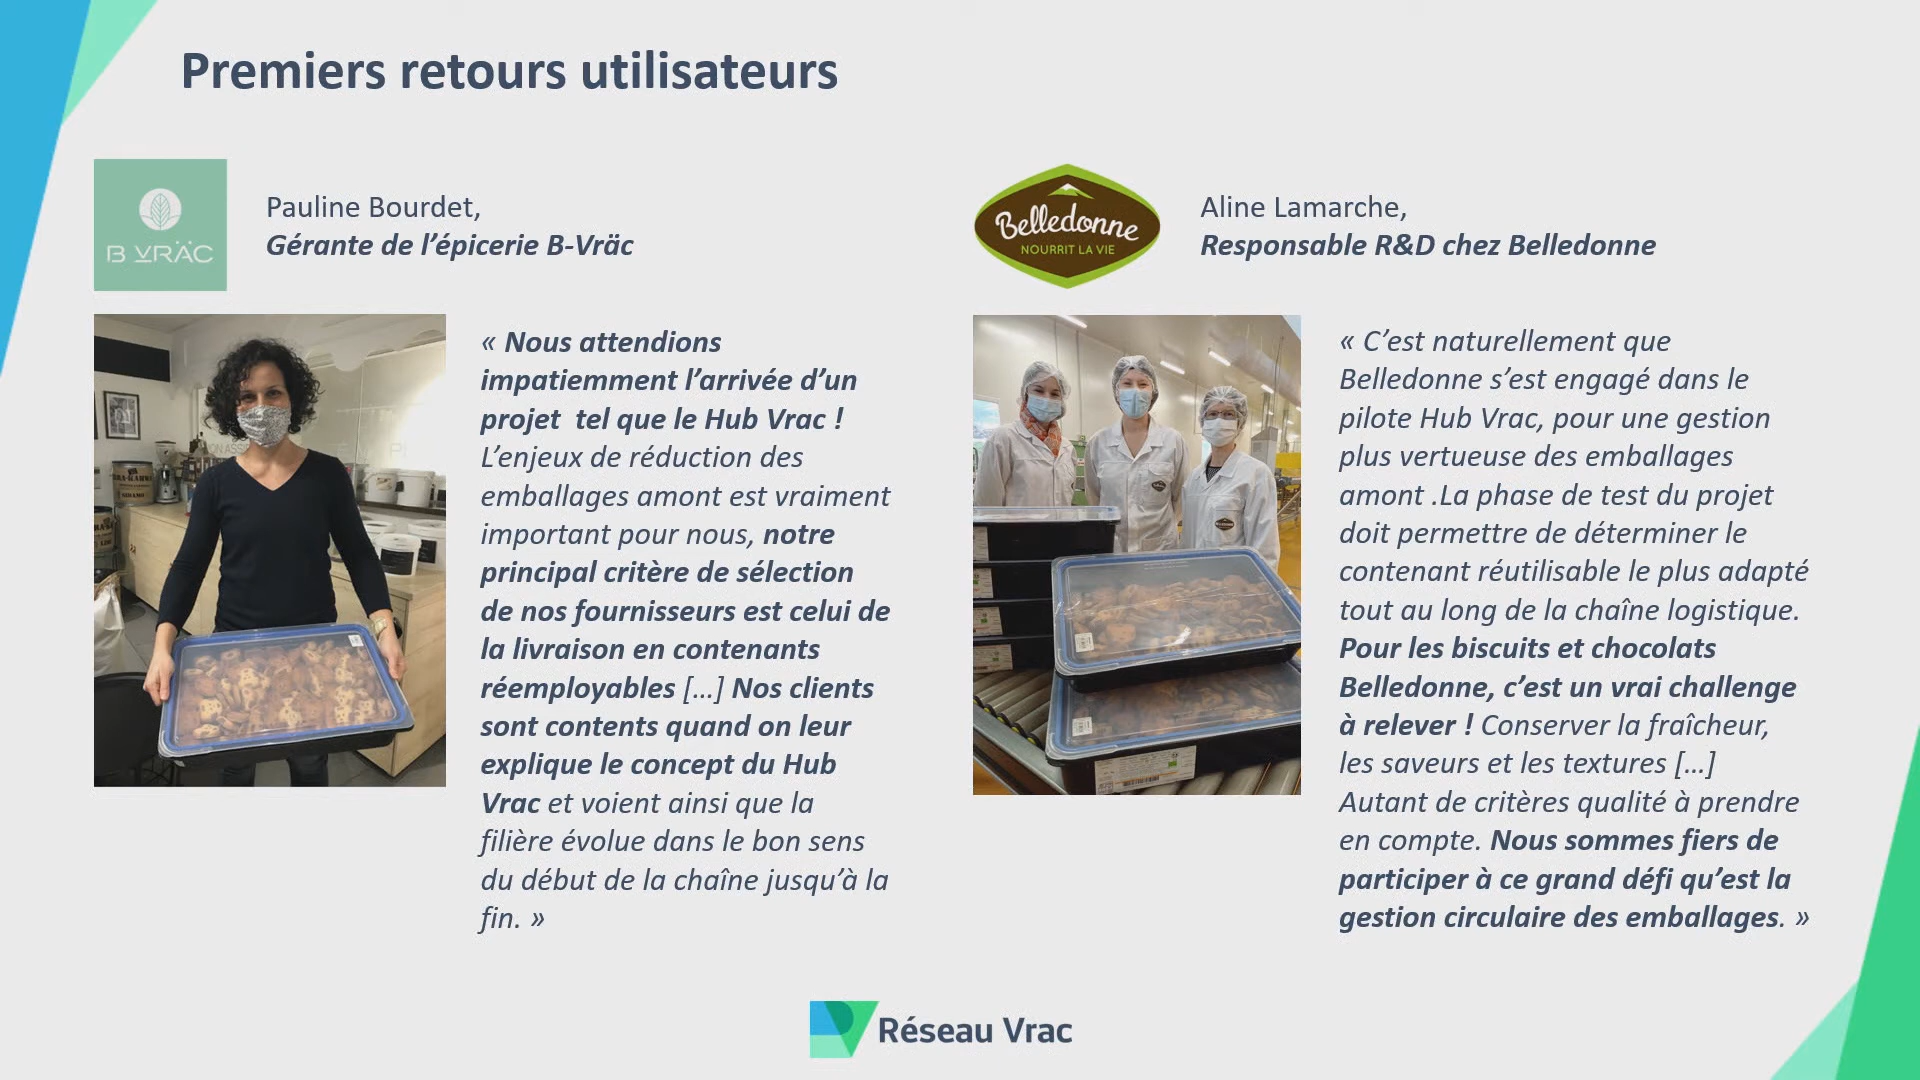 Premiers retours utilisateurs
B VRÄC
Pauline Bourdet,
Gérante de l’épicerie B-Vräc
« Nous attendions
impatiemment l’arrivée d’un
projet  tel que le Hub Vrac !
L’enjeux de réduction des
emballages amont est vraiment
important pour nous, notre
principal critère de sélection
de nos fournisseurs est celui de
la livraison en contenants
réemployables […] Nos clients
sont contents quand on leur
explique le concept du Hub
Vrac et voient ainsi que la
filière évolue dans le bon sens
du début de la chaîne jusqu’à la
fin. »
Belledonne
NOURRIT LA VIE
Aline Lamarche,
Responsable R&D chez Belledonne
« C’est naturellement que
Belledonne s’est engagé dans le
pilote Hub Vrac, pour une gestion
plus vertueuse des emballages
amont .La phase de test du projet
doit permettre de déterminer le
contenant réutilisable le plus adapté
tout au long de la chaîne logistique.
Pour les biscuits et chocolats
Belledonne, c’est un vrai challenge
à relever ! Conserver la fraîcheur,
les saveurs et les textures […]
Autant de critères qualité à prendre
en compte. Nous sommes fiers de
participer à ce grand défi qu’est la
gestion circulaire des emballages. »
Réseau Vrac